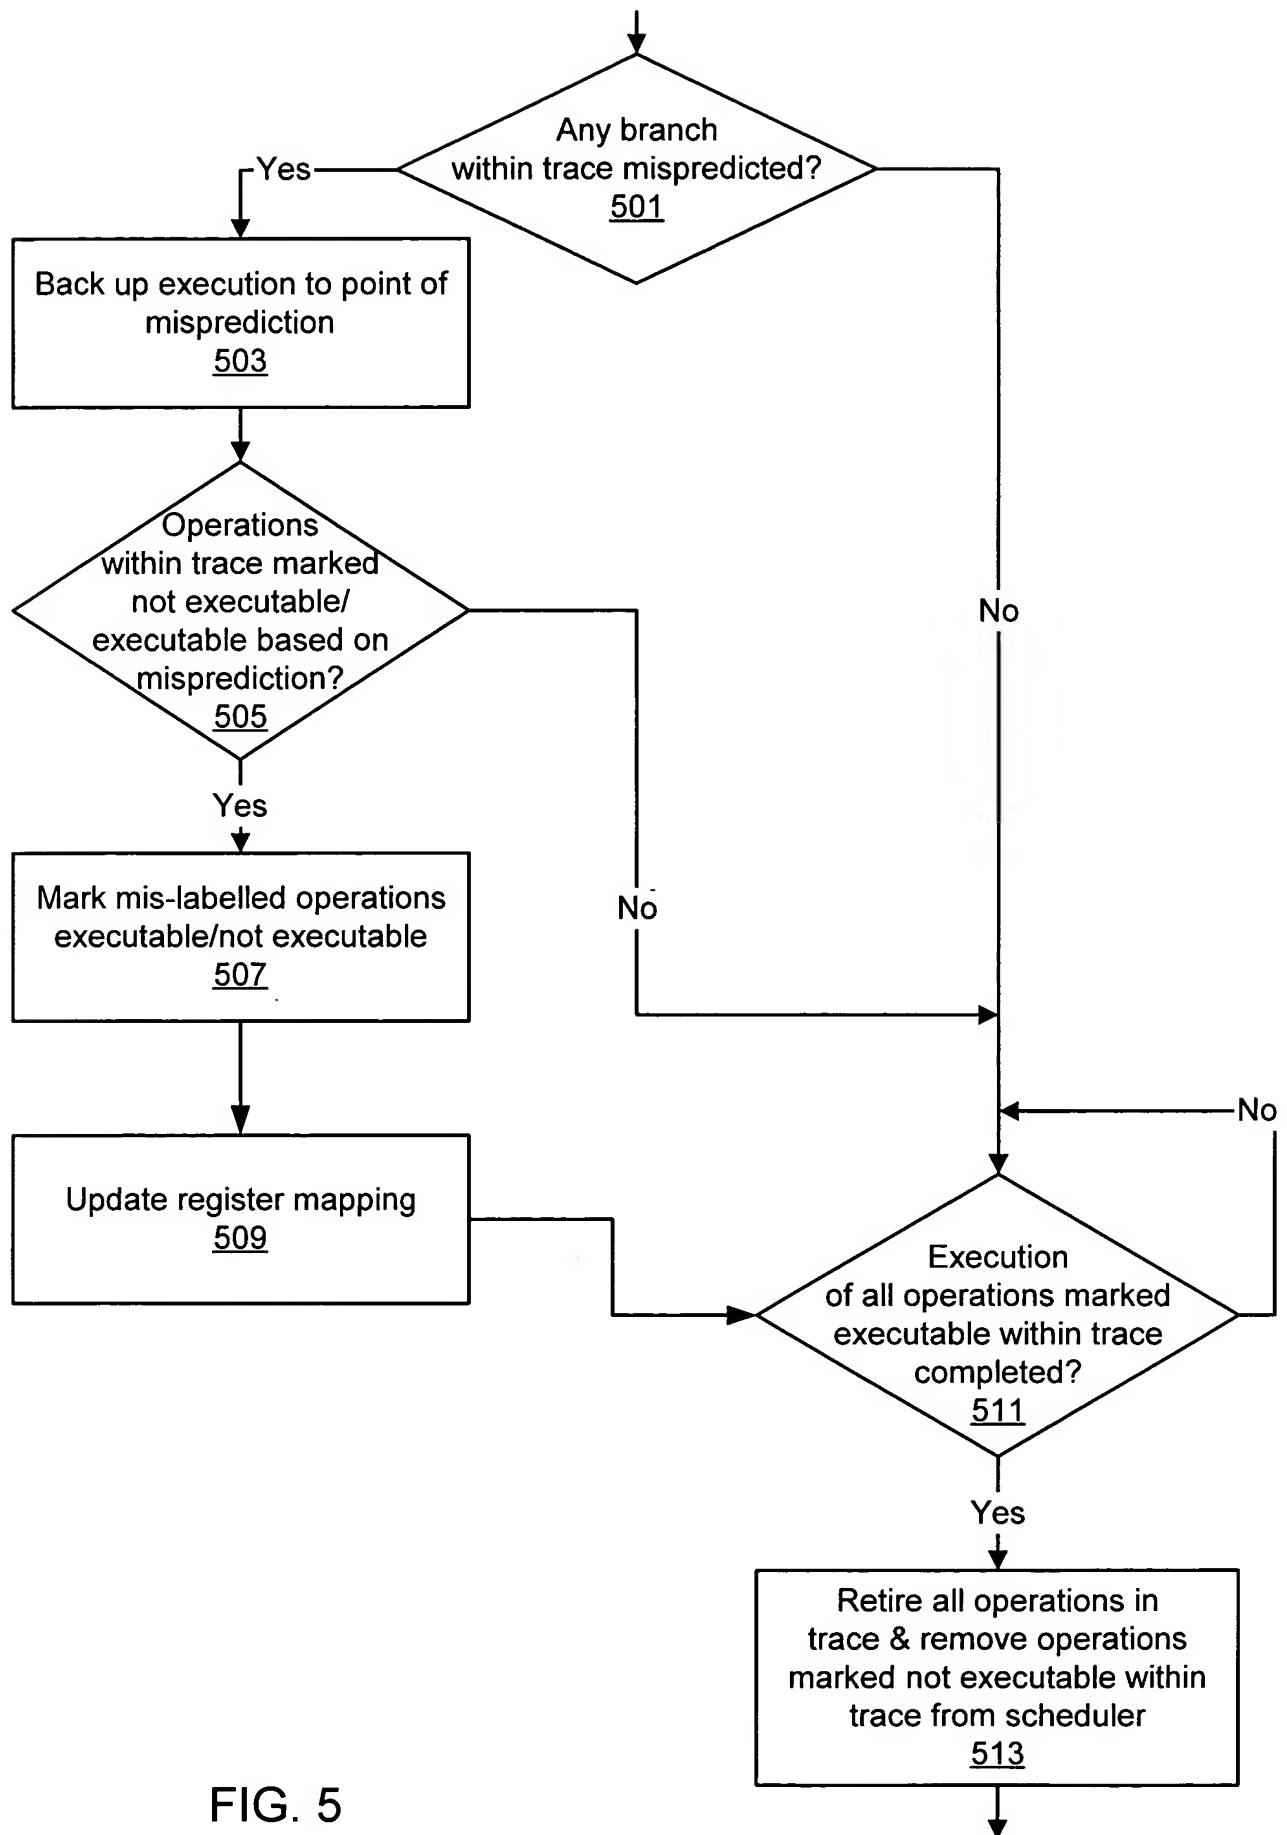 Any branch
within trace mispredicted?
501
Yes
Back up execution to point of
misprediction
503
Operations
within trace marked
not executable/
executable based on
misprediction?
505
No
Yes
Mark mis-labelled operations
executable/not executable
507
No
No
Update register mapping
509
Execution
of all operations marked
executable within trace
completed?
511
Yes
Retire all operations in
trace & remove operations
marked not executable within
trace from scheduler
513
FIG. 5